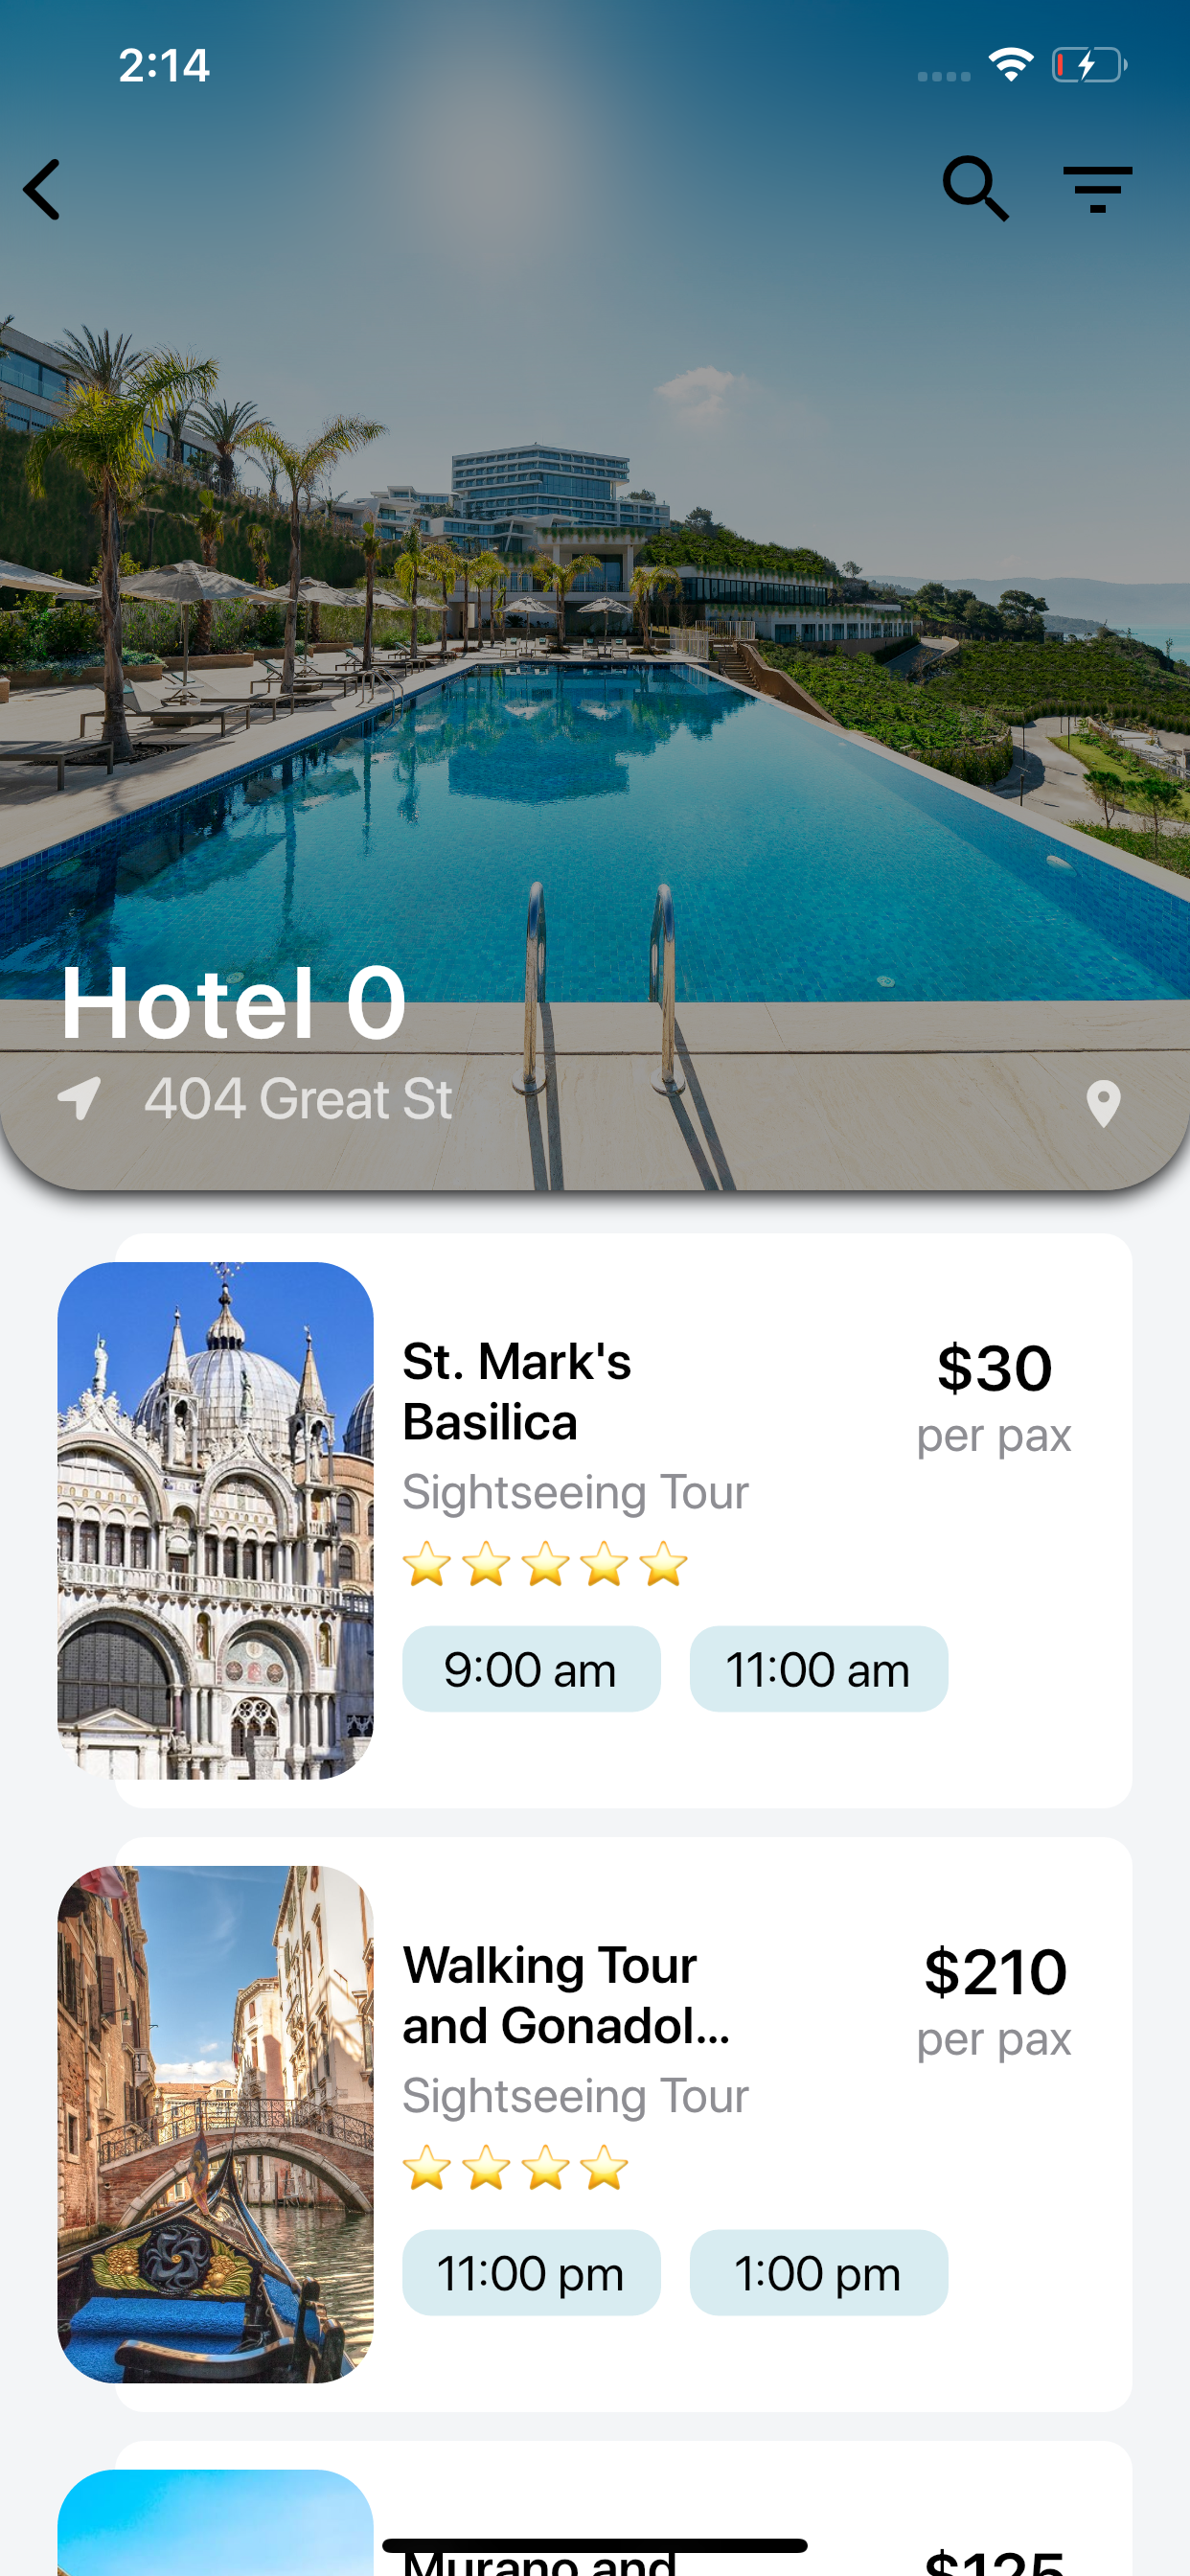 2:14
Hotel 0
404 Great St
St. Mark's
Basilica
$30
per pax
Sightseeing Tour
9:00 am
11:00 am
Walking Tour
and Gonadol...
$210
per pax
Sightseeing Tour
11:00 pm
1:00 pm
Murano and
$125